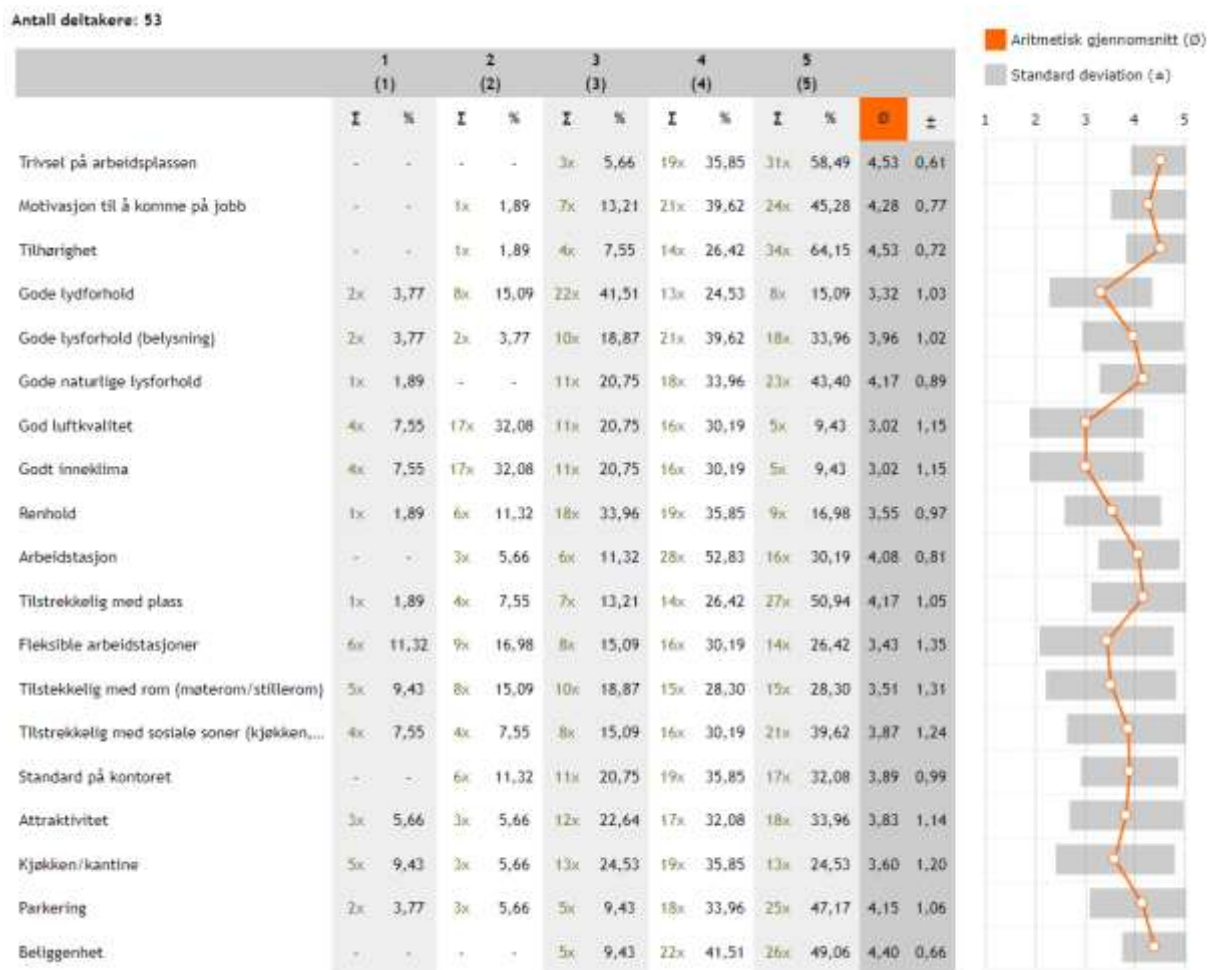 Antall deltakere: 53
Aritmetisk gjennomsnitt (Ø)
Standard deviation (±)
1 2 3 4 5
(1) (2) (3) (4) (5)
Σ % Σ % Σ % Σ % Σ % Ø ± 1 2 3 4 5
Trivsel på arbeidsplassen - - - - 3x 5,66 19x 35,85 31x 58,49 4,53 0,61
Motivasjon til å komme på jobb - - 1x 1,89 7x 13,21 21x 39,62 24x 45,28 4,28 0,77
Tilhørighet - - 1x 1,89 4x 7,55 14x 26,42 34x 64,15 4,53 0,72
Gode lydforhold 2x 3,77 8x 15,09 22x 41,51 13x 24,53 8x 15,09 3,32 1,03
Gode lysforhold (belysning) 2x 3,77 2x 3,77 10x 18,87 21x 39,62 18x 33,96 3,96 1,02
Gode naturlige lysforhold 1x 1,89 - - 11x 20,75 18x 33,96 23x 43,40 4,17 0,89
God luftkvalitet 4x 7,55 17x 32,08 11x 20,75 16x 30,19 5x 9,43 3,02 1,15
Godt inneklima 4x 7,55 17x 32,08 11x 20,75 16x 30,19 5x 9,43 3,02 1,15
Renhold 1x 1,89 6x 11,32 18x 33,96 19x 35,85 9x 16,98 3,55 0,97
Arbeidstasjon - - 3x 5,66 6x 11,32 28x 52,83 16x 30,19 4,08 0,81
Tilstrekkelig med plass 1x 1,89 4x 7,55 7x 13,21 14x 26,42 27x 50,94 4,17 1,05
Fleksible arbeidstasjoner 6x 11,32 9x 16,98 8x 15,09 16x 30,19 14x 26,42 3,43 1,35
Tilstekkelig med rom (møterom/stillerom) 5x 9,43 8x 15,09 10x 18,87 15x 28,30 15x 28,30 3,51 1,31
Tilstrekkelig med sosiale soner (kjøkken,... 4x 7,55 4x 7,55 8x 15,09 16x 30,19 21x 39,62 3,87 1,24
Standard på kontoret - - 6x 11,32 11x 20,75 19x 35,85 17x 32,08 3,89 0,99
Attraktivitet 3x 5,66 3x 5,66 12x 22,64 17x 32,08 18x 33,96 3,83 1,14
Kjøkken/kantine 5x 9,43 3x 5,66 13x 24,53 19x 35,85 13x 24,53 3,60 1,20
Parkering 2x 3,77 3x 5,66 5x 9,43 18x 33,96 25x 47,17 4,15 1,06
Beliggenhet - - - - 5x 9,43 22x 41,51 26x 49,06 4,40 0,66